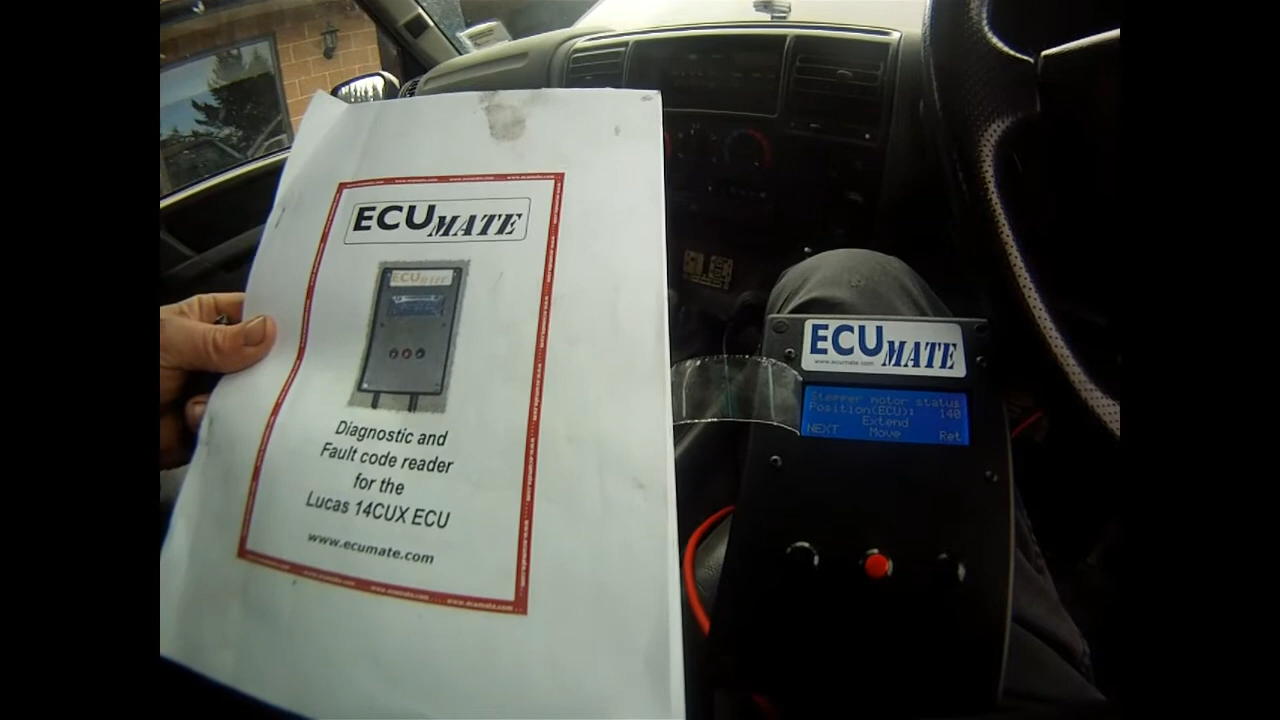 ECUMATE
ECUMATE
Diagnostic and
Fault code reader
for the
Lucas 14CUX ECU
www.ecumate.com
ECUMATE
www.ecumate.com
Stepper motor status
Position(ECU): 140
Extend
NEXT Move Ret